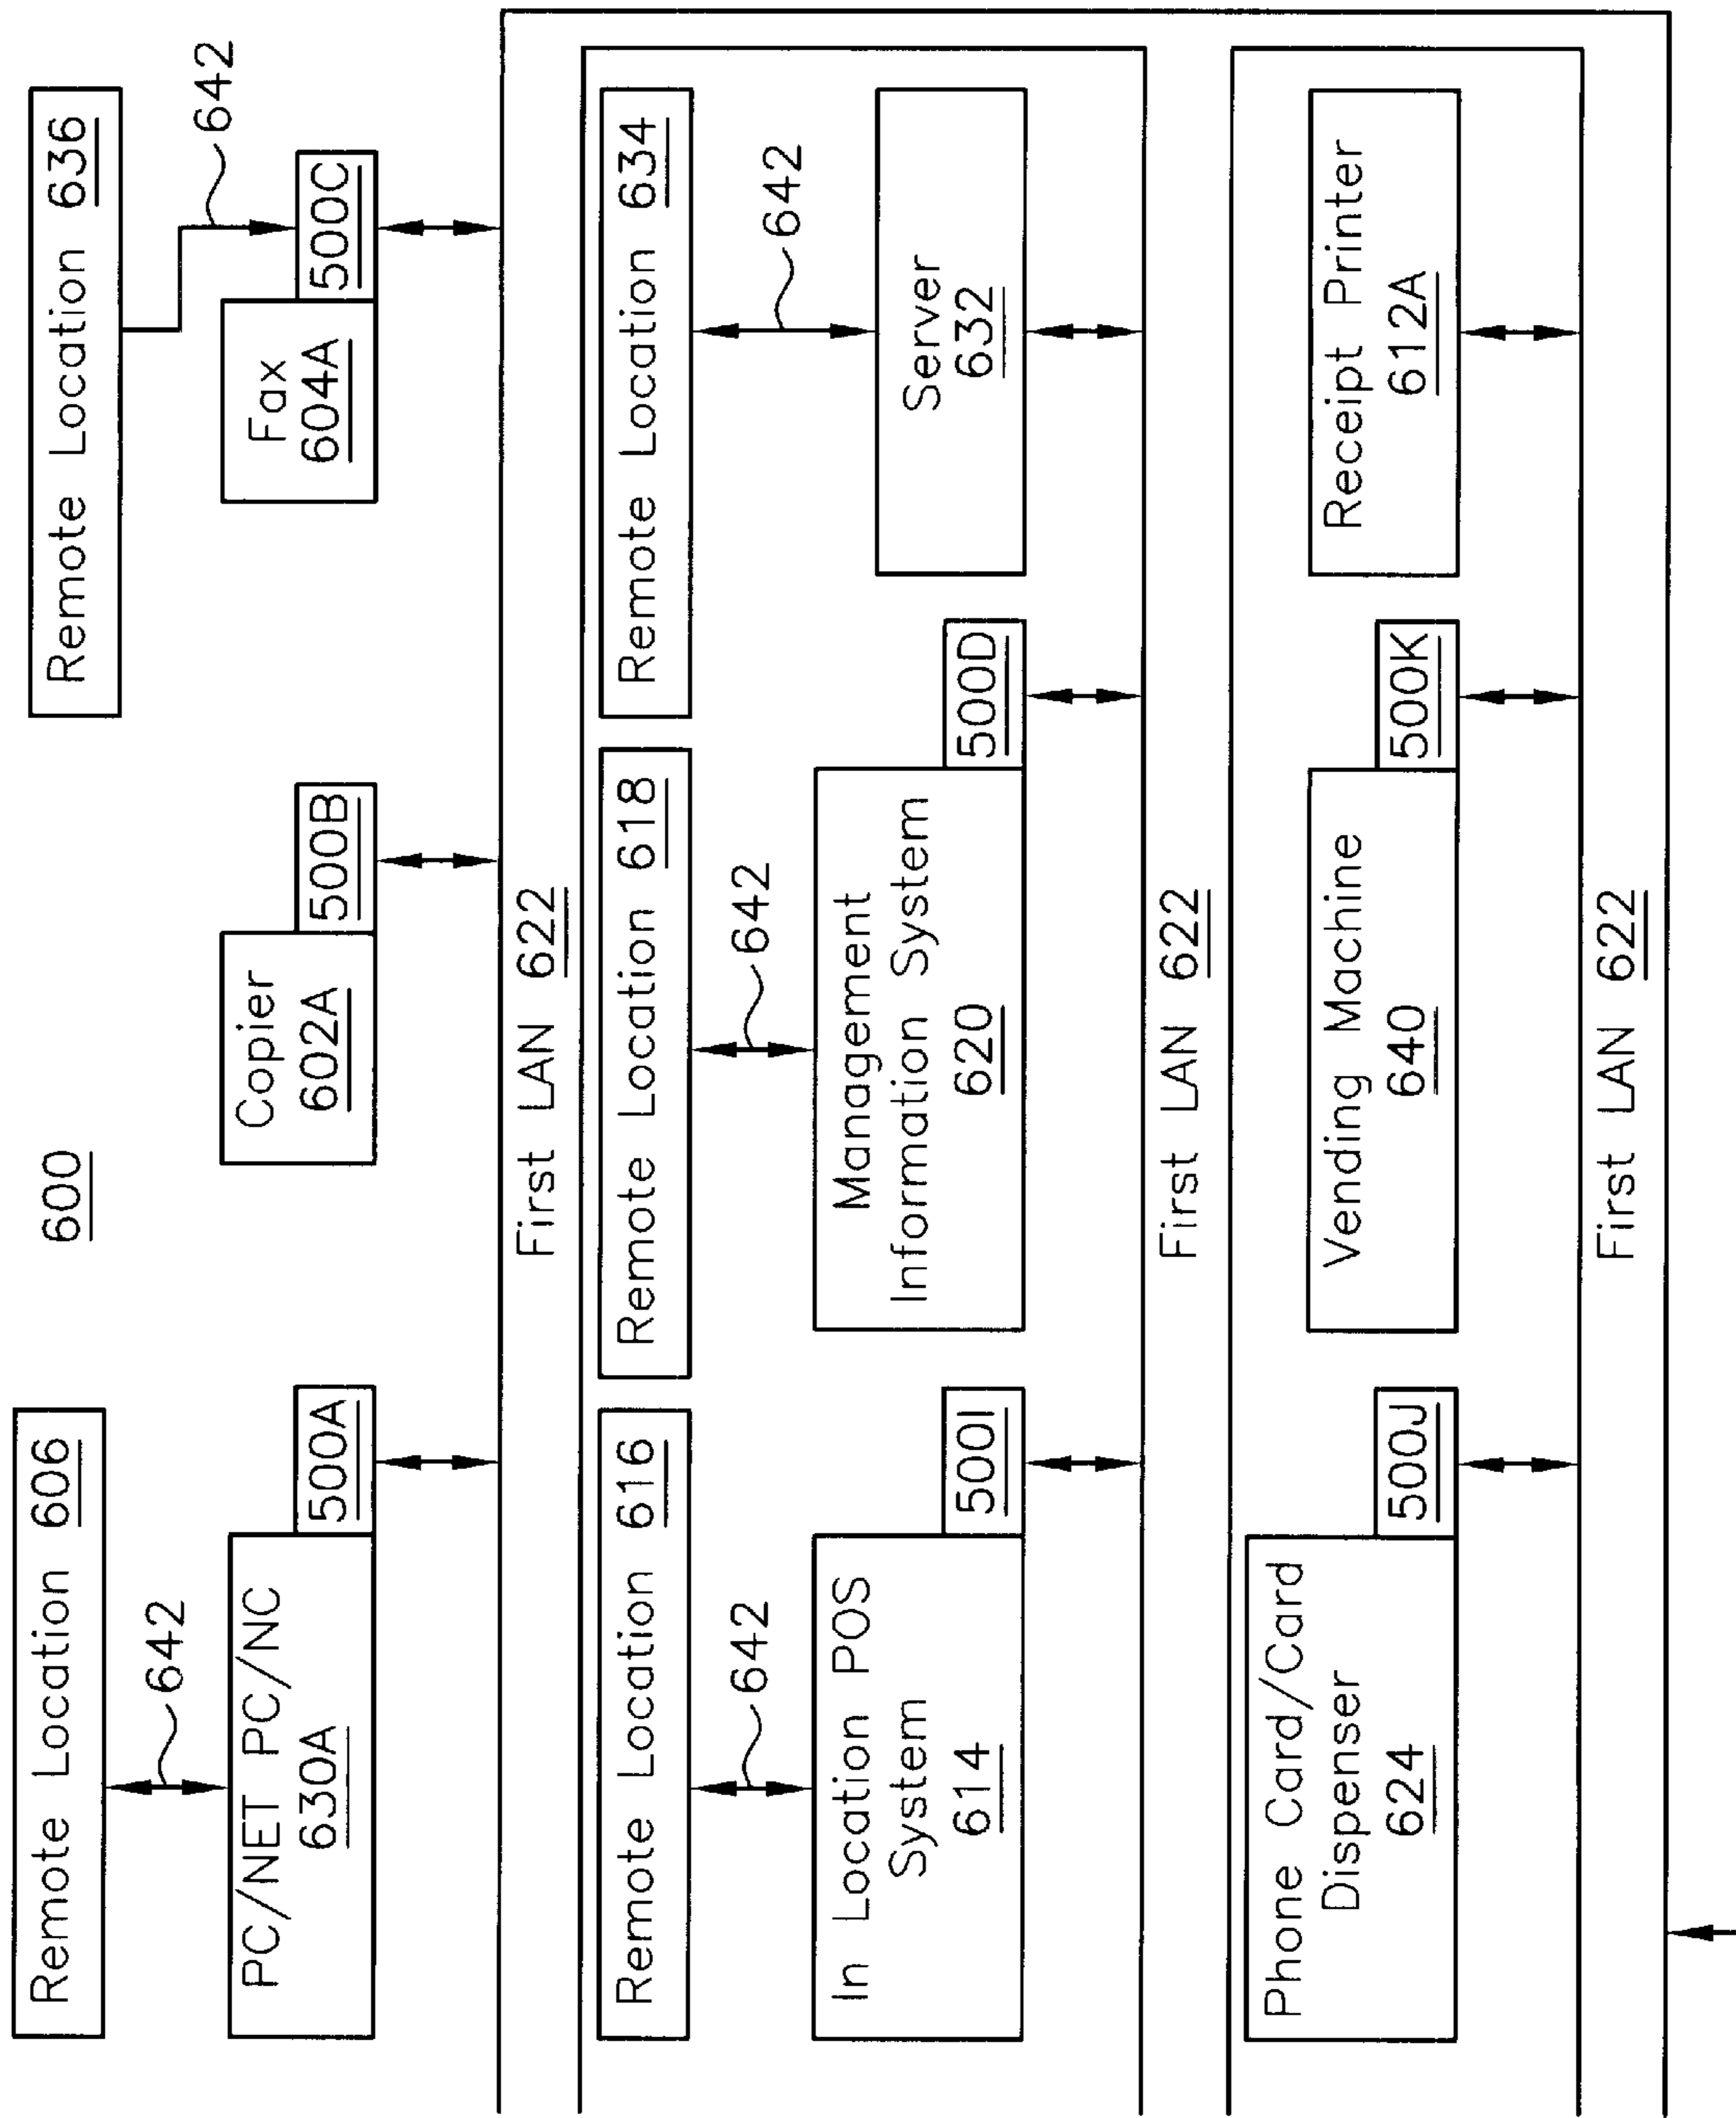 600
Remote Location 606
642
PC/NET PC/NC
630A
500A
Copier
602A
500B
Remote Location 636
642
Fax
604A
500C
First LAN 622
Remote Location 616
642
In Location POS
System
614
500I
Remote Location 618
642
Management
Information System
620
500D
Remote Location 634
642
Server
632
First LAN 622
Phone Card/Card
Dispenser
624
500J
Vending Machine
640
500K
Receipt Printer
612A
First LAN 622